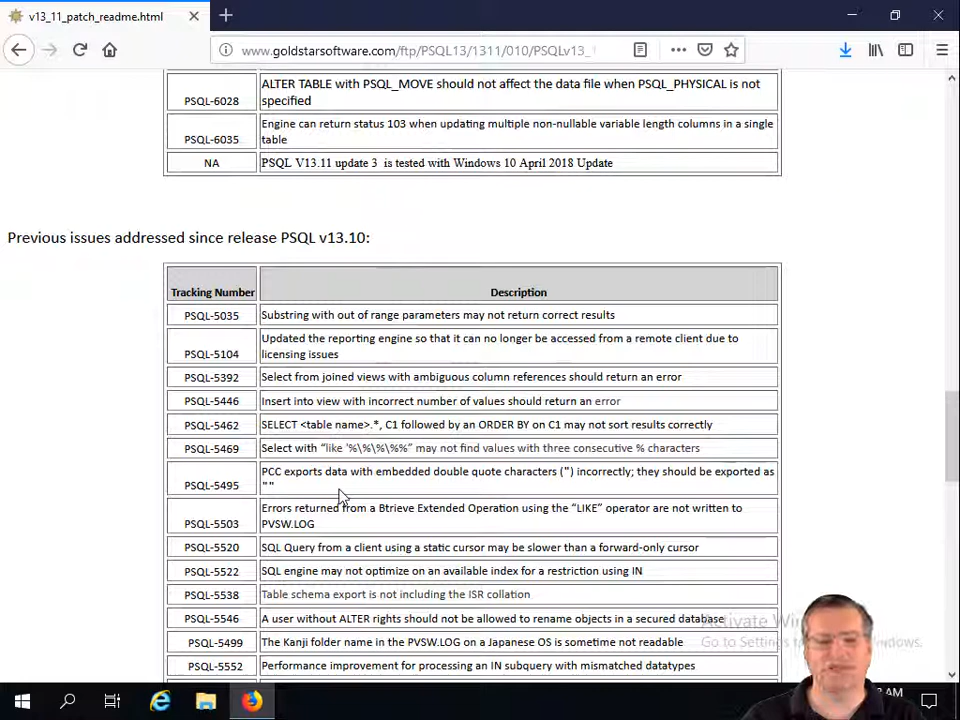 v13_11_patch_readme.html
www.goldstarsoftware.com/ftp/PSQL13/1311/010/PSQLv13_
PSQL-6028
ALTER TABLE with PSQL_MOVE should not affect the data file when PSQL_PHYSICAL is not
specified
PSQL-6035
Engine can return status 103 when updating multiple non-nullable variable length columns in a single
table
NA
PSQL V13.11 update 3 is tested with Windows 10 April 2018 Update
Previous issues addressed since release PSQL v13.10:
Tracking Number
Description
PSQL-5035
Substring with out of range parameters may not return correct results
PSQL-5104
Updated the reporting engine so that it can no longer be accessed from a remote client due to
licensing issues
PSQL-5392
Select from joined views with ambiguous column references should return an error
PSQL-5446
Insert into view with incorrect number of values should return an error
PSQL-5462
SELECT <table name>.*, C1 followed by an ORDER BY on C1 may not sort results correctly
PSQL-5469
Select with “like '%\%\%\%%” may not find values with three consecutive % characters
PSQL-5495
PCC exports data with embedded double quote characters (") incorrectly; they should be exported as
""
PSQL-5503
Errors returned from a Btrieve Extended Operation using the “LIKE” operator are not written to
PVSW.LOG
PSQL-5520
SQL Query from a client using a static cursor may be slower than a forward-only cursor
PSQL-5522
SQL engine may not optimize on an available index for a restriction using IN
PSQL-5538
Table schema export is not including the ISR collation
PSQL-5546
A user without ALTER rights should not be allowed to rename objects in a secured database
PSQL-5499
The Kanji folder name in the PVSW.LOG on a Japanese OS is sometime not readable
PSQL-5552
Performance improvement for processing an IN subquery with mismatched datatypes
Activate Wi
Go to Settings
ndows.
AM